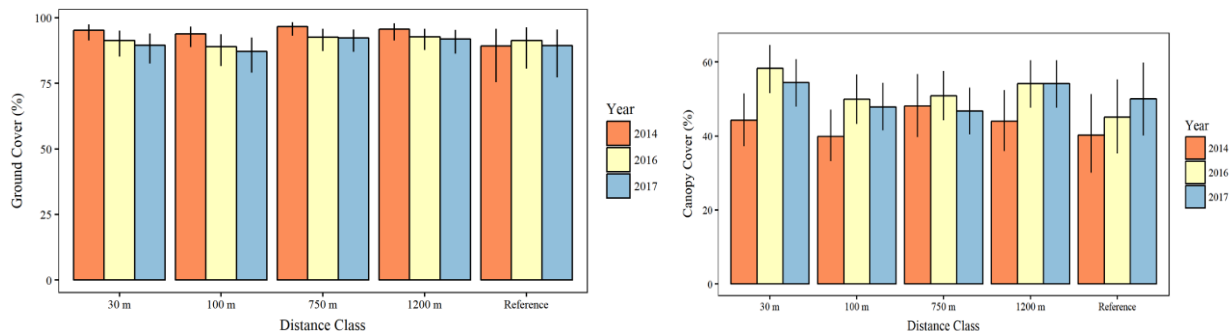 100
75
50
25
0
Ground Cover (%)
30 m
100 m
750 m
1200 m
Reference
Distance Class
Year
2014
2016
2017
60
40
20
0
Canopy Cover (%)
30 m
100 m
750 m
1200 m
Reference
Distance Class
Year
2014
2016
2017